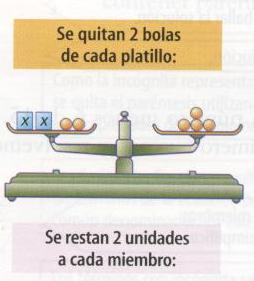 Se quitan 2 bolas
de cada platillo:
x x
Se restan 2 unidades
a cada miembro: